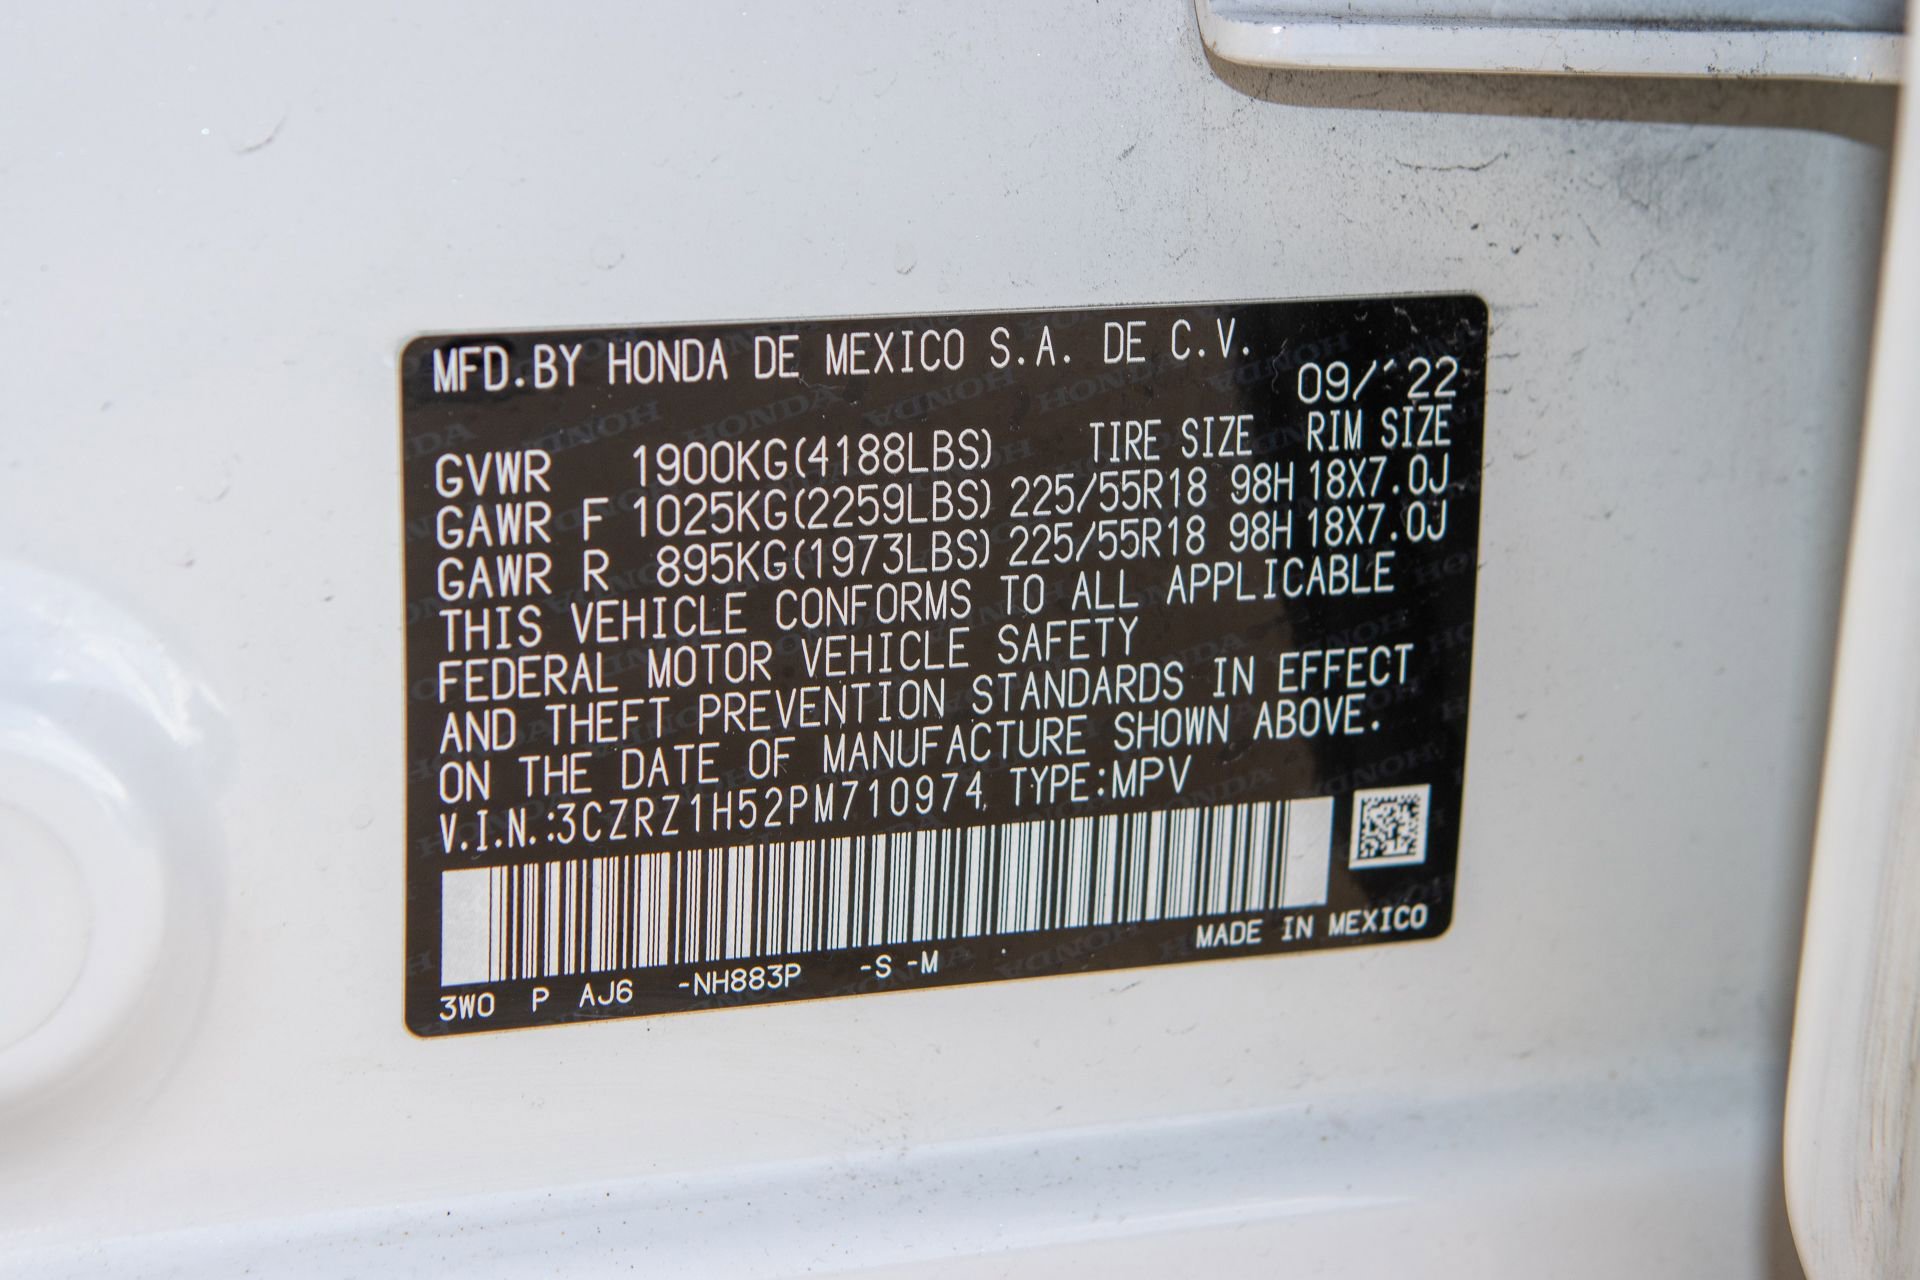 MFD.BY HONDA DE MEXICO S.A. DE C.V.
09/'22
GVWR 1900KG(4188LBS) TIRE SIZE RIM SIZE
GAWR F 1025KG(2259LBS) 225/55R18 98H 18X7.0J
GAWR R 895KG(1973LBS) 225/55R18 98H 18X7.0J
THIS VEHICLE CONFORMS TO ALL APPLICABLE
FEDERAL MOTOR VEHICLE SAFETY
AND THEFT PREVENTION STANDARDS IN EFFECT
ON THE DATE OF MANUFACTURE SHOWN ABOVE.
V.I.N.:3CZRZ1H52PM710974 TYPE:MPV
MADE IN MEXICO
3WO P AJ6 -NH883P -S -M